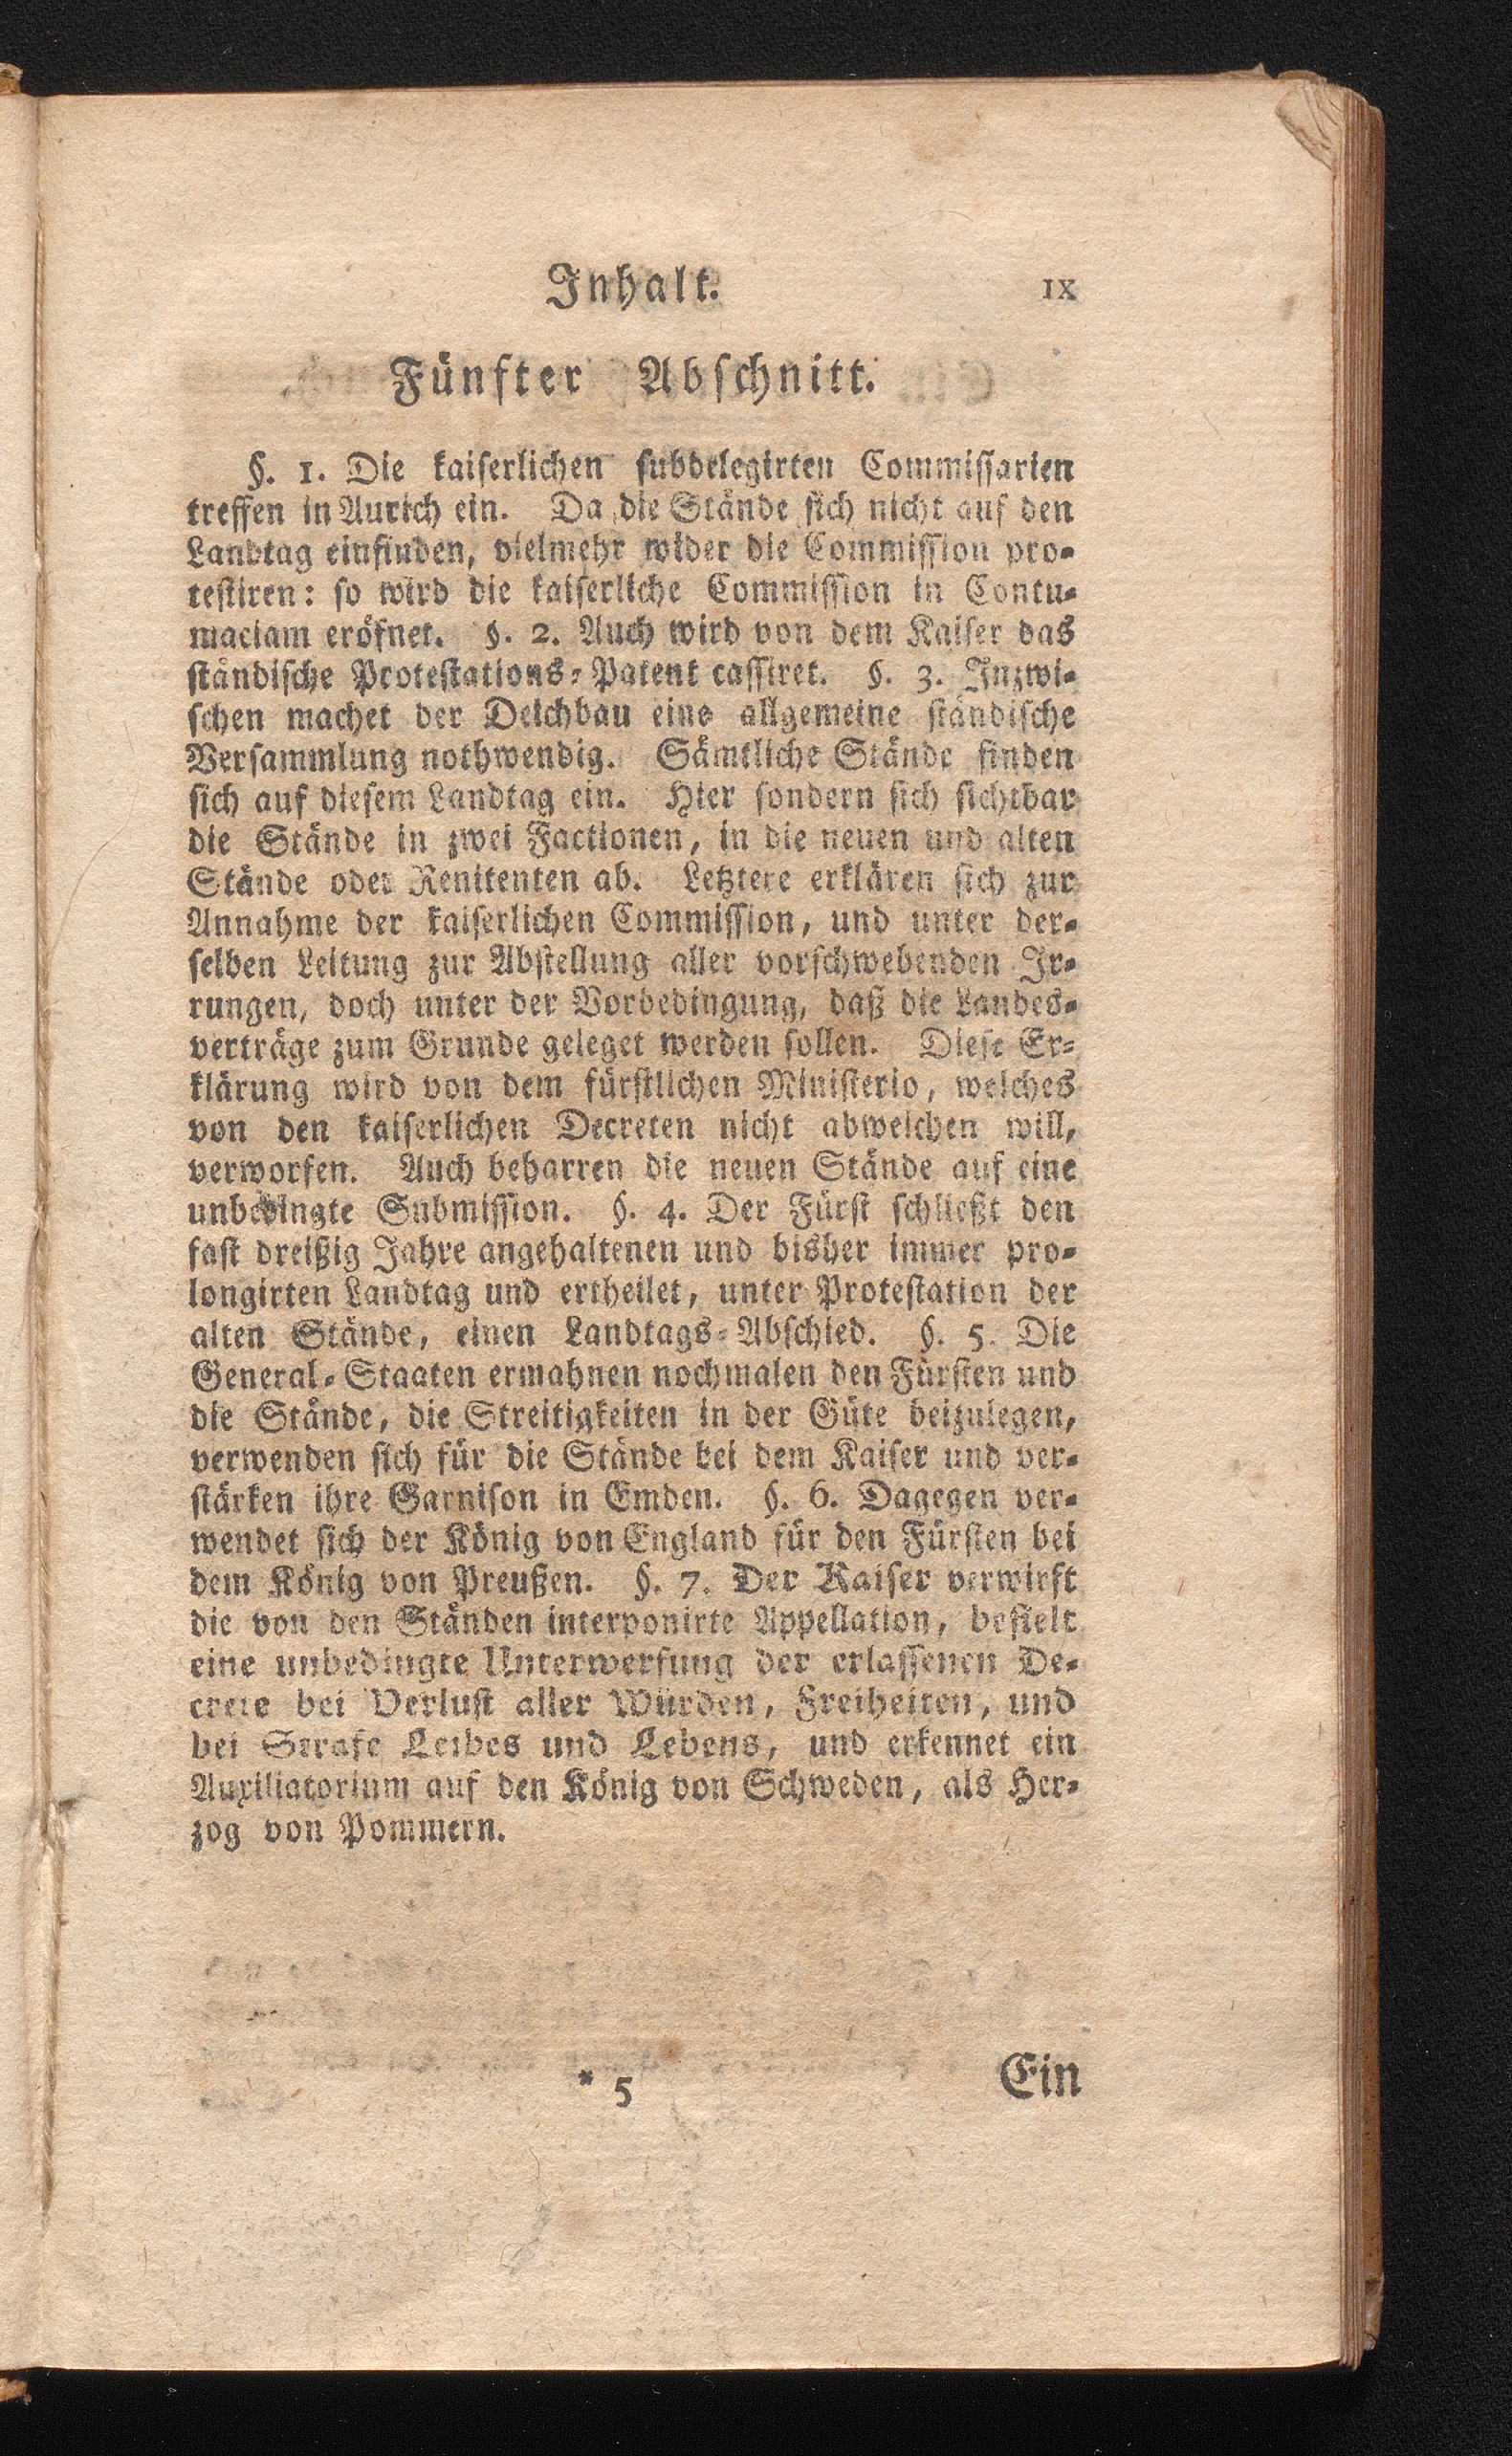 Inhalt. IX
Fünfter Abschnitt.
§. 1. Die kaiserlichen subdelegirten Commissarien
treffen in Aurich ein. Da die Stände sich nicht auf den
Landtag einfinden, vielmehr wider die Commission pro-
testiren: so wird die kaiserliche Commission in Contu-
maciam eröfnet. §. 2. Auch wird von dem Kaiser das
ständische Protestations-Patent cassiret. §. 3. Inzwi-
schen machet der Deichbau eine allgemeine ständische
Versammlung nothwendig. Sämtliche Stände finden
sich auf diesem Landtag ein. Hier sondern sich sichtbar
die Stände in zwei Factionen, in die neuen und alten
Stände oder Renitenten ab. Letztere erklären sich zur
Annahme der kaiserlichen Commission, und unter der-
selben Leitung zur Abstellung aller vorschwebenden Ir-
rungen, doch unter der Vorbedingung, daß die Landes-
verträge zum Grunde geleget werden sollen. Diese Er-
klärung wird von dem fürstlichen Ministerio, welches
von den kaiserlichen Decreten nicht abweichen will,
verworfen. Auch beharren die neuen Stände auf eine
unbedingte Submission. §. 4. Der Fürst schließt den
fast dreißig Jahre angehaltenen und bisher immer pro-
longirten Landtag und ertheilet, unter Protestation der
alten Stände, einen Landtags-Abschied. §. 5. Die
General-Staaten ermahnen nochmalen den Fürsten und
die Stände, die Streitigkeiten in der Güte beizulegen,
verwenden sich für die Stände bei dem Kaiser und ver-
stärken ihre Garnison in Emden. §. 6. Dagegen ver-
wendet sich der König von England für den Fürsten bei
dem König von Preußen. §. 7. Der Kaiser verwirft
die von den Ständen interponirte Appellation, befielt
eine unbedingte Unterwerfung der erlassenen De-
crete bei Verlust aller Würden, Freiheiten, und
bei Strafe Leibes und Lebens, und erkennet ein
Auxiliatorium auf den König von Schweden, als Her-
zog von Pommern.
* 5 Ein